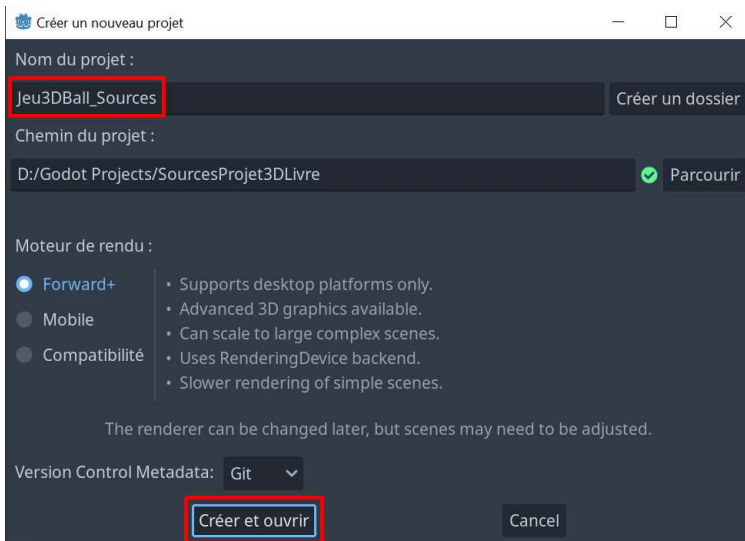 Créer un nouveau projet
Nom du projet :
Jeu3DBall_Sources
Créer un dossier
Chemin du projet :
D:/Godot Projects/SourcesProjet3DLivre
Parcourir
Moteur de rendu :
Forward+
Mobile
Compatibilité
• Supports desktop platforms only.
• Advanced 3D graphics available.
• Can scale to large complex scenes.
• Uses RenderingDevice backend.
• Slower rendering of simple scenes.
The renderer can be changed later, but scenes may need to be adjusted.
Version Control Metadata: Git
Créer et ouvrir
Cancel